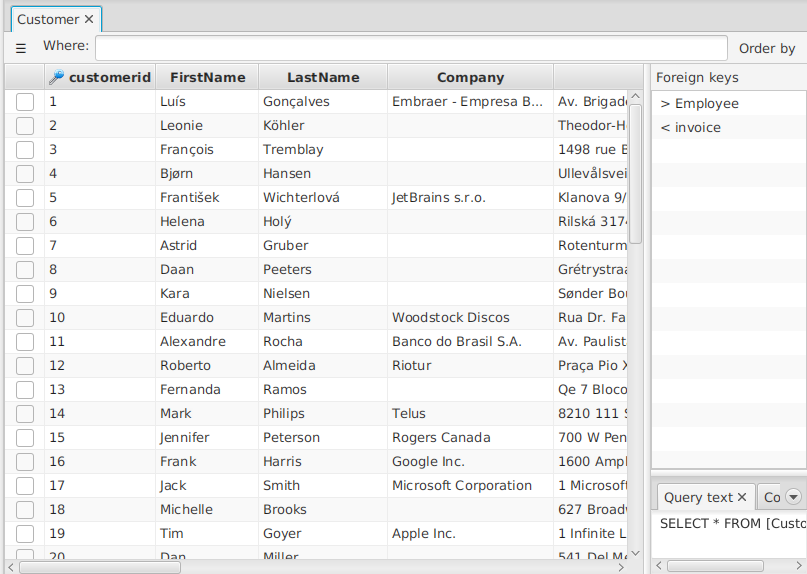 Customer ✕
☰ Where: Order by
customerid FirstName LastName Company Foreign keys
1 Luís Gonçalves Embraer - Empresa B... Av. Brigad
> Employee
2 Leonie Köhler Theodor-H
< invoice
3 François Tremblay 1498 rue B
4 Bjørn Hansen Ullevålsvei
5 František Wichterlová JetBrains s.r.o. Klanova 9/
6 Helena Holý Rilská 3174
7 Astrid Gruber Rotenturm
8 Daan Peeters Grétrystraa
9 Kara Nielsen Sønder Bou
10 Eduardo Martins Woodstock Discos Rua Dr. Fa
11 Alexandre Rocha Banco do Brasil S.A. Av. Paulist
12 Roberto Almeida Riotur Praça Pio X
13 Fernanda Ramos Qe 7 Bloco
14 Mark Philips Telus 8210 111 S
15 Jennifer Peterson Rogers Canada 700 W Pen
16 Frank Harris Google Inc. 1600 Ampl
17 Jack Smith Microsoft Corporation 1 Microsoft
18 Michelle Brooks 627 Broadw
19 Tim Goyer Apple Inc. 1 Infinite L
20 Dan Miller 541 Del Me
Query text ✕ Co
SELECT * FROM [Custo